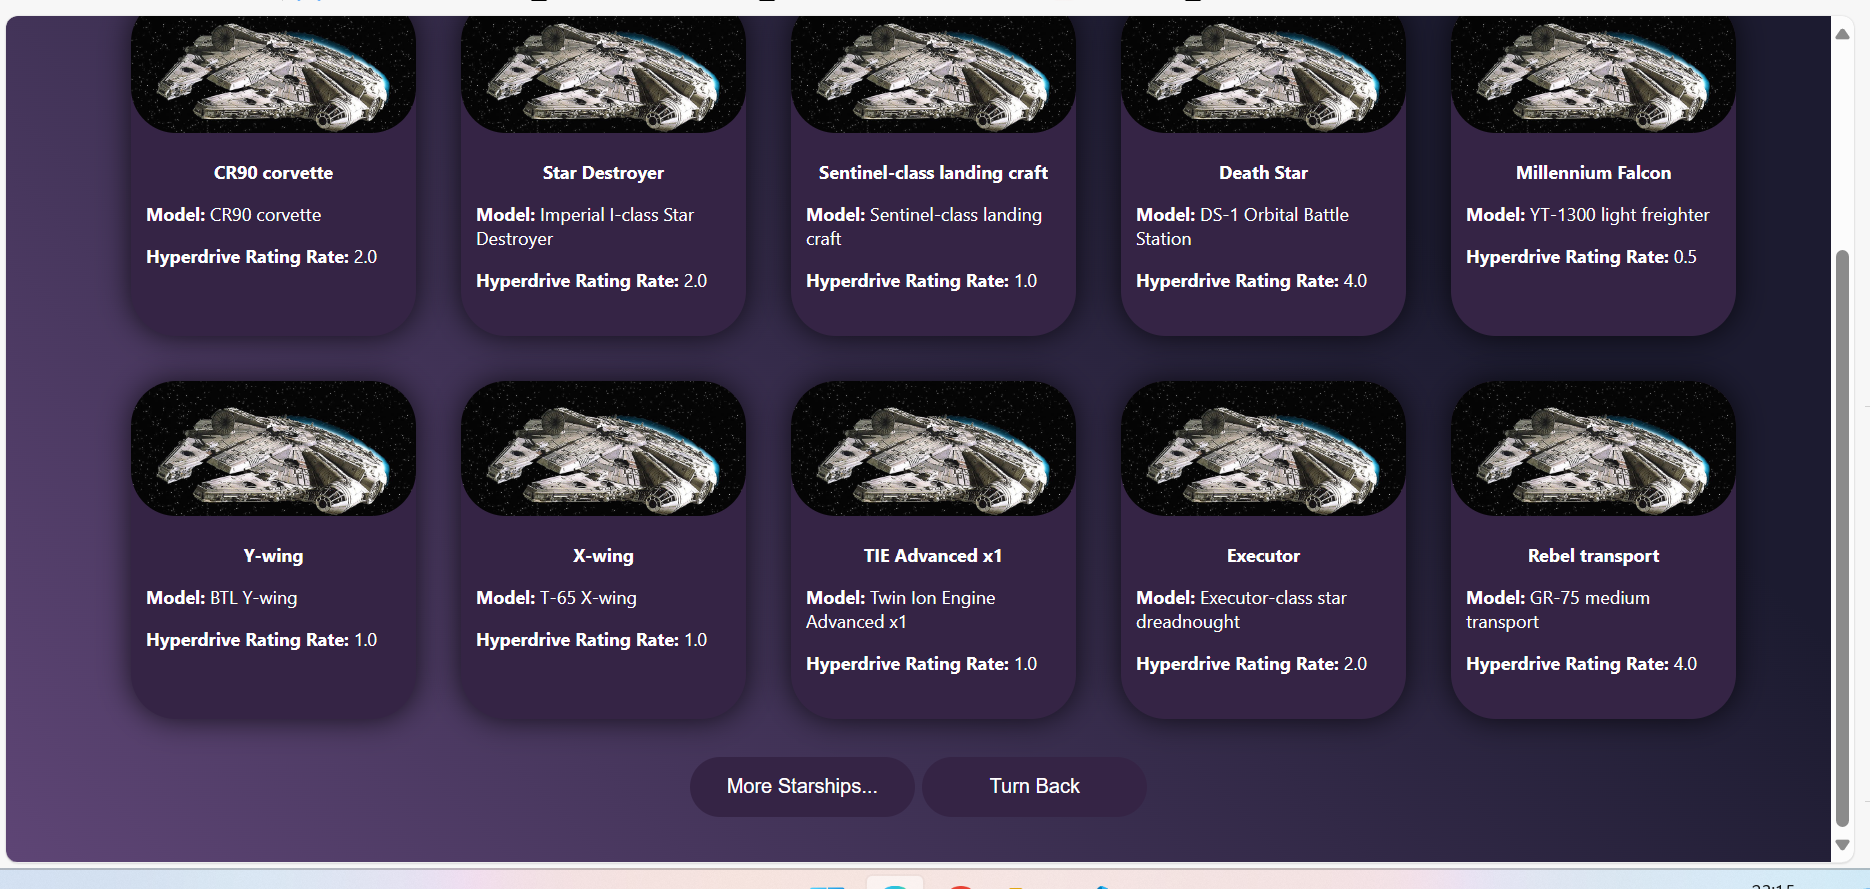 CR90 corvette
Model: CR90 corvette
Hyperdrive Rating Rate: 2.0
Star Destroyer
Model: Imperial I-class Star
Destroyer
Hyperdrive Rating Rate: 2.0
Sentinel-class landing craft
Model: Sentinel-class landing
craft
Hyperdrive Rating Rate: 1.0
Death Star
Model: DS-1 Orbital Battle
Station
Hyperdrive Rating Rate: 4.0
Millennium Falcon
Model: YT-1300 light freighter
Hyperdrive Rating Rate: 0.5
Y-wing
Model: BTL Y-wing
Hyperdrive Rating Rate: 1.0
X-wing
Model: T-65 X-wing
Hyperdrive Rating Rate: 1.0
TIE Advanced x1
Model: Twin Ion Engine
Advanced x1
Hyperdrive Rating Rate: 1.0
Executor
Model: Executor-class star
dreadnought
Hyperdrive Rating Rate: 2.0
Rebel transport
Model: GR-75 medium
transport
Hyperdrive Rating Rate: 4.0
More Starships...
Turn Back